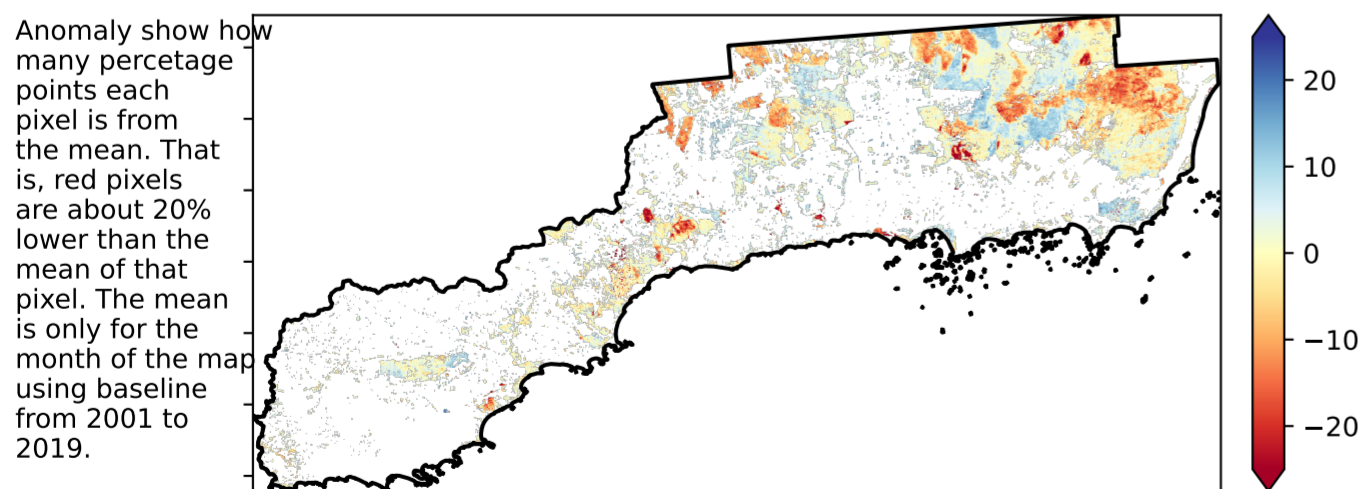 Anomaly show how
many percetage
points each
pixel is from
the mean. That
is, red pixels
are about 20%
lower than the
mean of that
pixel. The mean
is only for the
month of the map
using baseline
from 2001 to
2019.
20
10
0
−10
−20